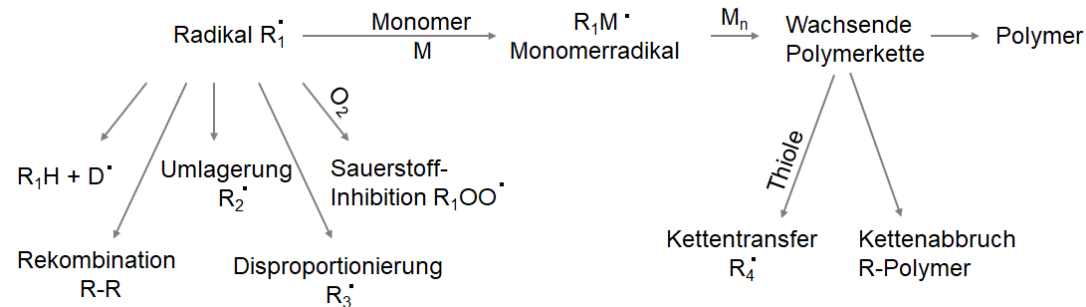 Radikal R₁˙
Monomer
M
R₁M˙
Monomerradikal
Mₙ
Wachsende
Polymerkette
Polymer
O₂
R₁H + D˙
Umlagerung
R₂˙
Sauerstoff-
Inhibition R₁OO˙
Thiole
Rekombination
R-R
Disproportionierung
R₃˙
Kettentransfer
R₄˙
Kettenabbruch
R-Polymer